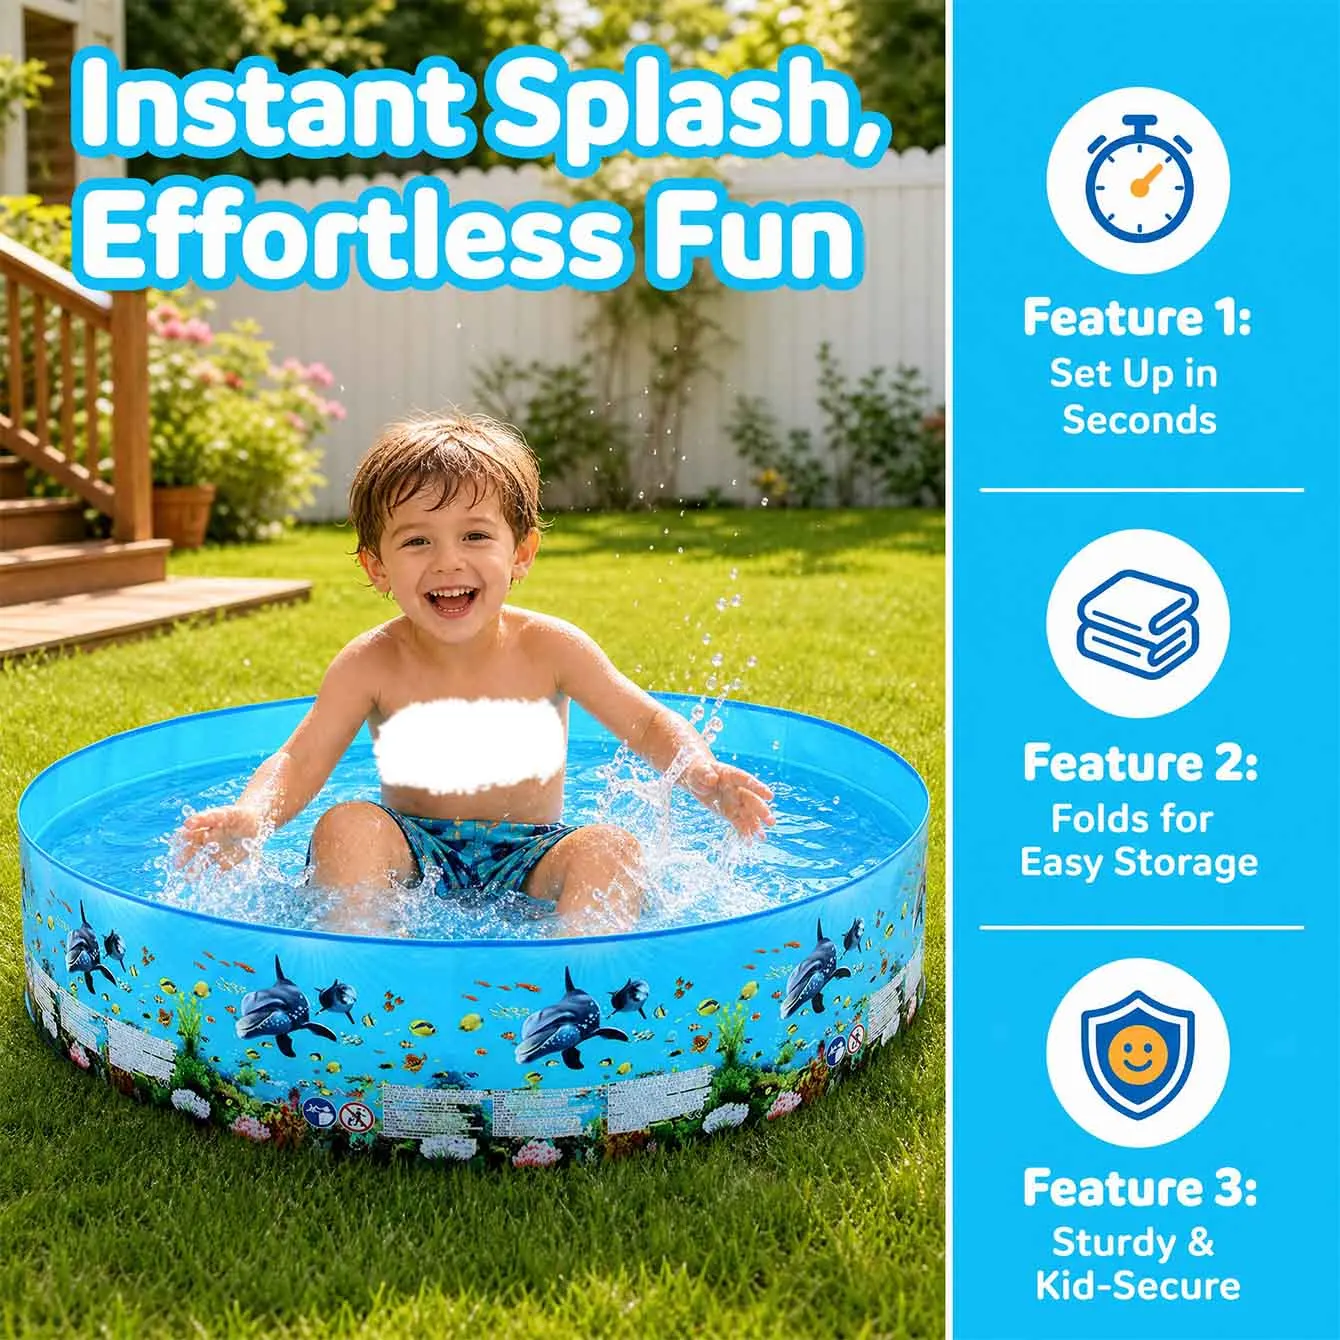 Instant Splash,
Effortless Fun
Feature 1:
Set Up in
Seconds
Feature 2:
Folds for
Easy Storage
Feature 3:
Sturdy &
Kid-Secure